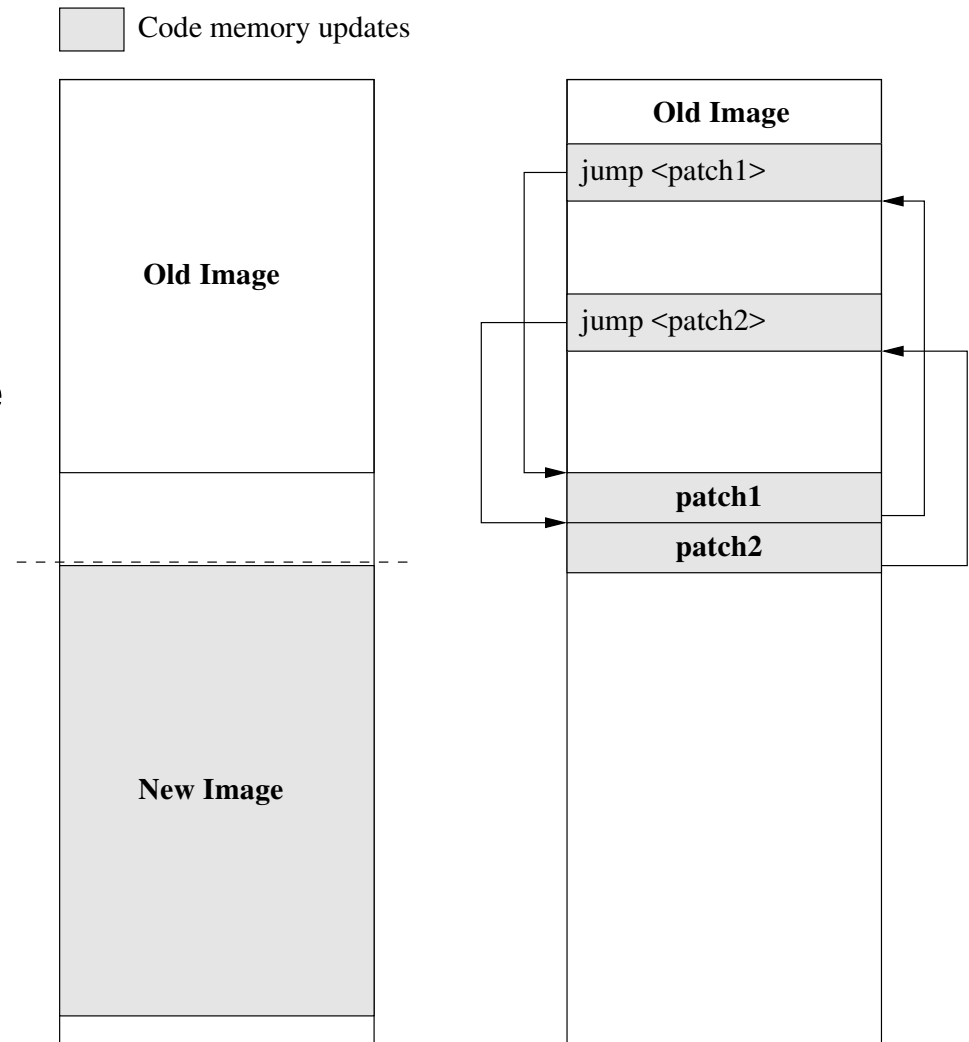 Code memory updates
Old Image
New Image
Old Image
jump <patch1>
jump <patch2>
patch1
patch2
e